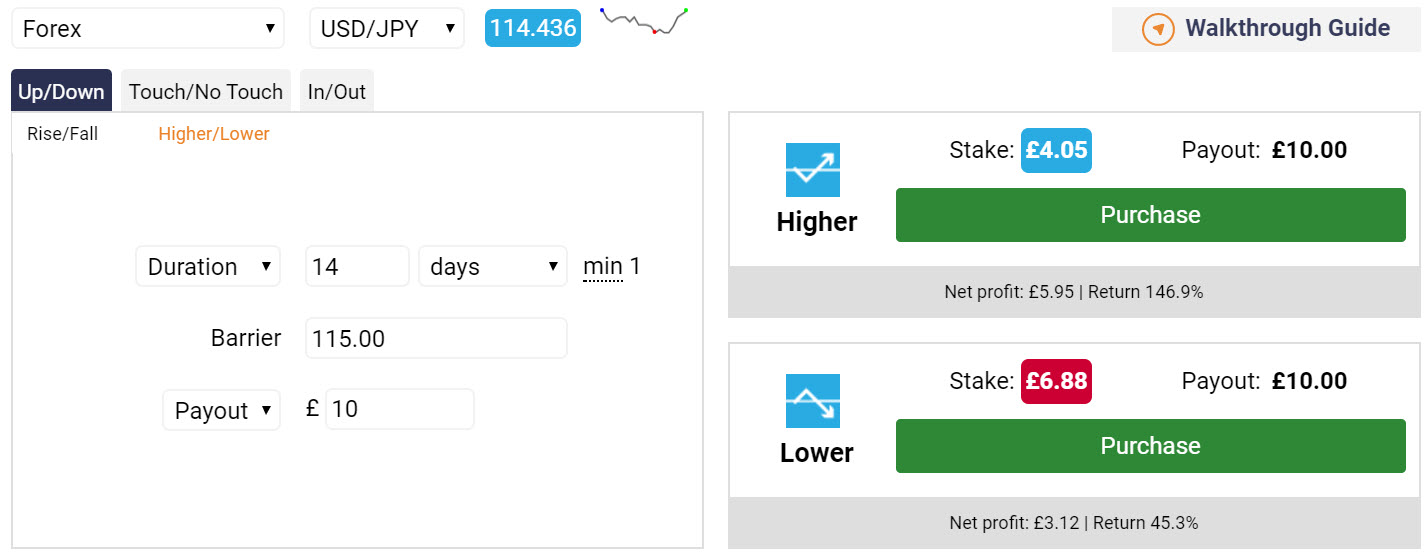 Forex USD/JPY 114.436 Walkthrough Guide
Up/Down Touch/No Touch In/Out
Rise/Fall Higher/Lower
Duration 14 days min 1
Barrier 115.00
Payout £ 10
Higher
Stake: £4.05 Payout: £10.00
Purchase
Net profit: £5.95 | Return 146.9%
Lower
Stake: £6.88 Payout: £10.00
Purchase
Net profit: £3.12 | Return 45.3%